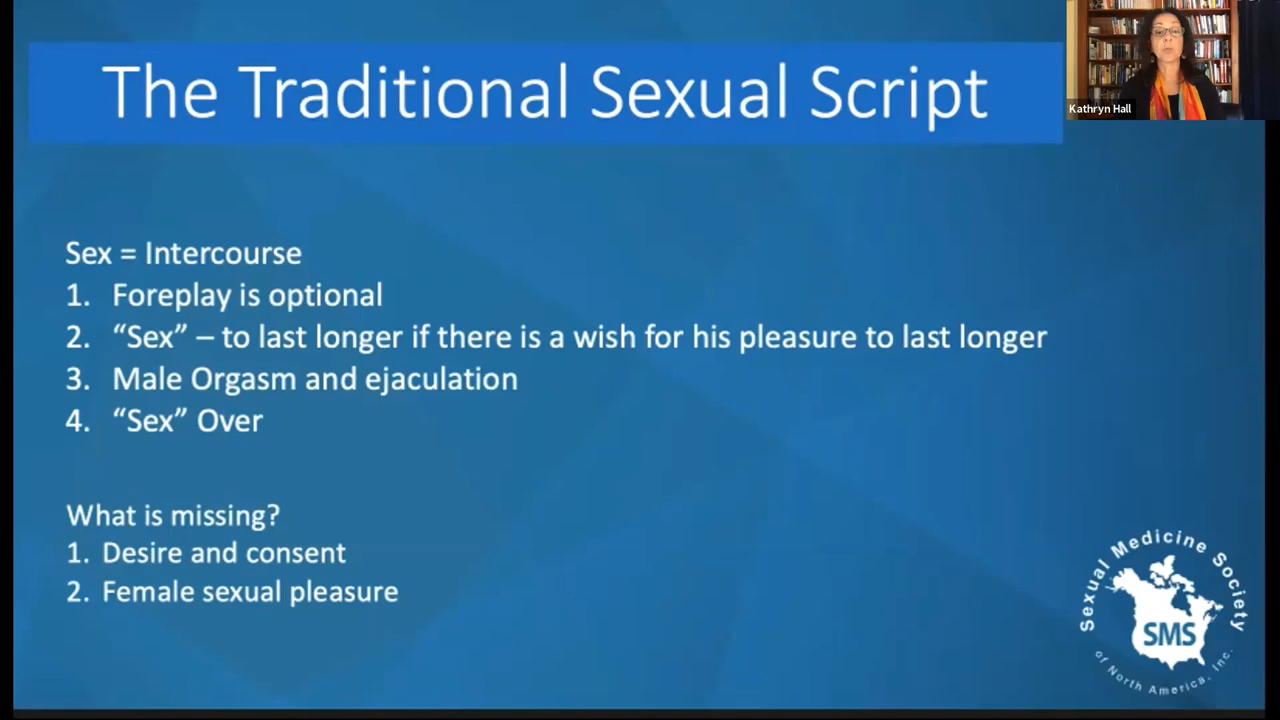 The Traditional Sexual Script
Kathryn Hall
Sex = Intercourse
1. Foreplay is optional
2. “Sex” – to last longer if there is a wish for his pleasure to last longer
3. Male Orgasm and ejaculation
4. “Sex” Over
What is missing?
1. Desire and consent
2. Female sexual pleasure
Sexual Medicine Society
SMS
of North America, Inc.